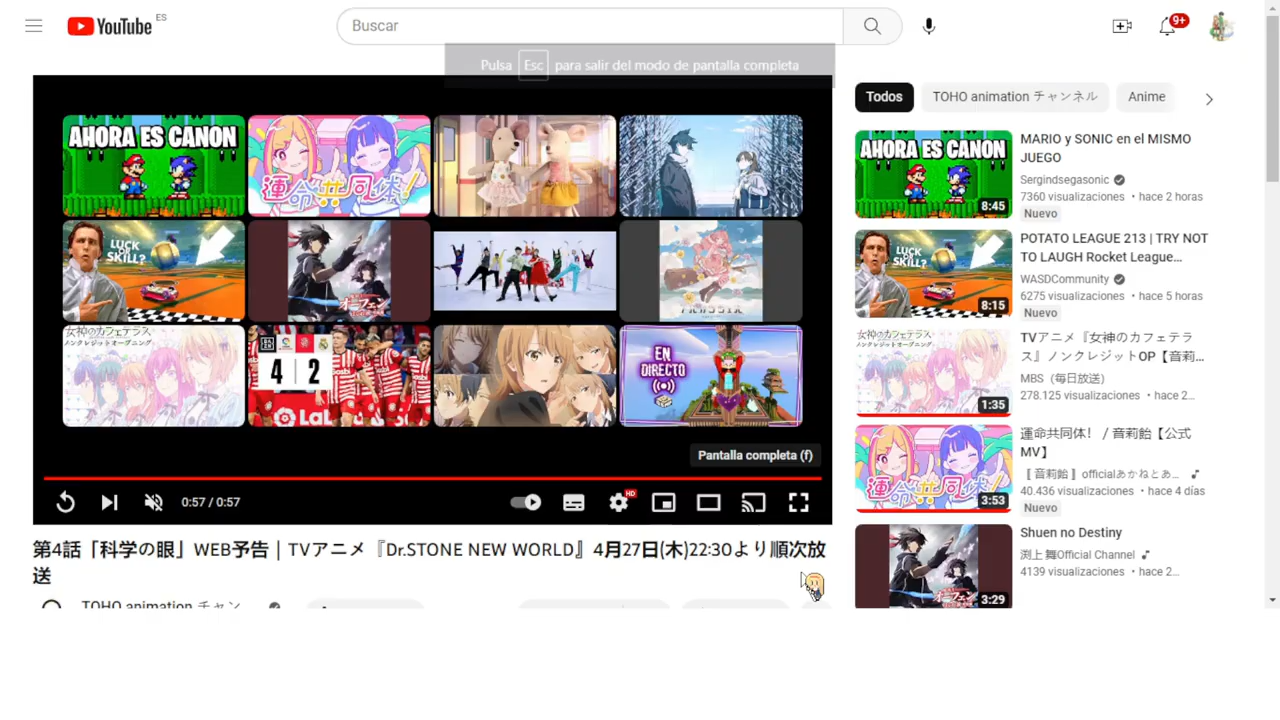 YouTube ES
Buscar
9+
Pulsa Esc para salir del modo de pantalla completa
AHORA ES CANON
運命共同体!
LUCK OR SKILL?
女神のカフェテラス
ノンクレジットオープニング
4 2
EN DIRECTO
Pantalla completa (f)
0:57 / 0:57
HD
第4話「科学の眼」WEB予告｜TVアニメ『Dr.STONE NEW WORLD』4月27日(木)22:30より順次放
送
TOHO animation チャン
Todos
TOHO animation チャンネル
Anime
AHORA ES CANON
8:45
MARIO y SONIC en el MISMO
JUEGO
Sergindsegasonic
7360 visualizaciones • hace 2 horas
Nuevo
LUCK OR SKILL?
8:15
POTATO LEAGUE 213 | TRY NOT
TO LAUGH Rocket League...
WASDCommunity
6275 visualizaciones • hace 5 horas
Nuevo
女神のカフェテラス
ノンクレジットオープニング
1:35
TVアニメ『女神のカフェテラ
ス』ノンクレジットOP【音莉...
MBS（毎日放送）
278.125 visualizaciones • hace 2...
運命共同体!
3:53
運命共同体！ / 音莉飴【公式
MV】
〖 音莉飴 〗officialあかねとあ...
40.436 visualizaciones • hace 4 días
Nuevo
オーフェン
3:29
Shuen no Destiny
渕上 舞Official Channel
4139 visualizaciones • hace 2...